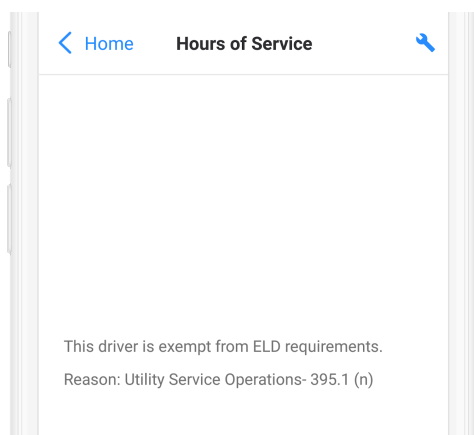 Home
Hours of Service
This driver is exempt from ELD requirements.
Reason: Utility Service Operations- 395.1 (n)